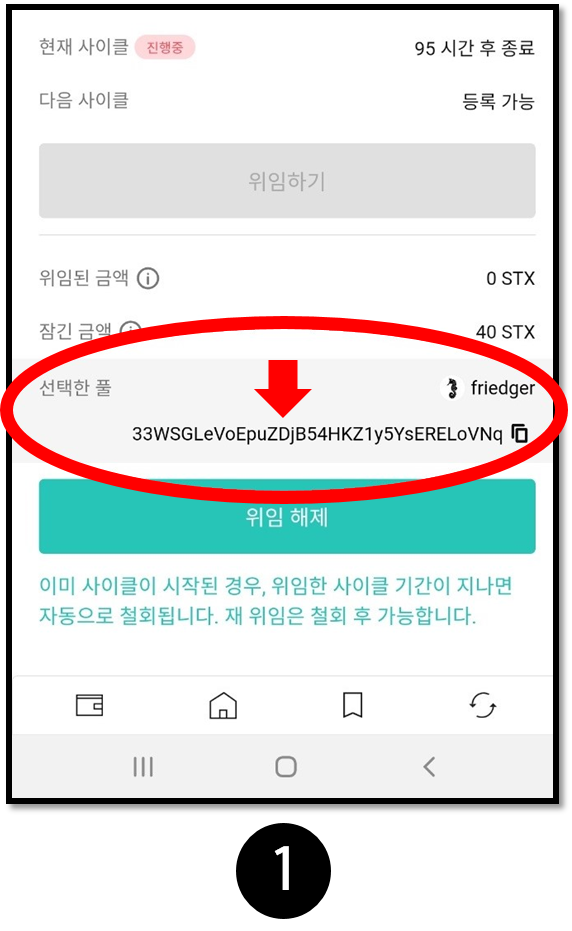 현재 사이클 진행중 95 시간 후 종료
다음 사이클 등록 가능
위임하기
위임된 금액 0 STX
잠긴 금액 40 STX
선택한 풀 friedger
33WSGLeVoEpuZDjB54HKZ1y5YsERELoVNq
위임 해제
이미 사이클이 시작된 경우, 위임한 사이클 기간이 지나면
자동으로 철회됩니다. 재 위임은 철회 후 가능합니다.
1